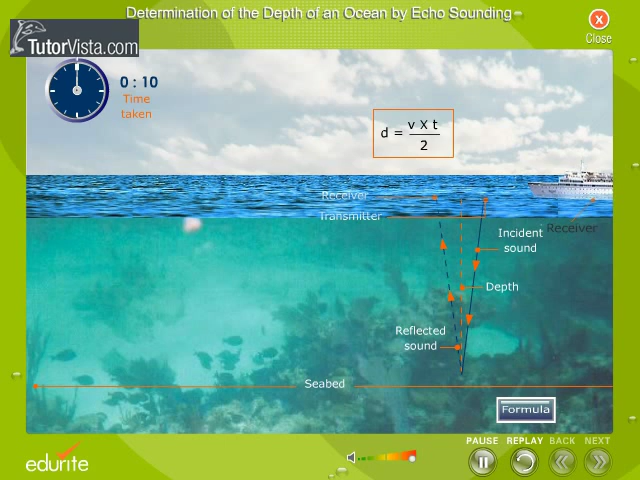 Determination of the Depth of an Ocean by Echo Sounding
TutorVista.com
Close
0 : 10
Time
taken
d = v X t
2
Receiver
Transmitter
Incident
sound
Receiver
Depth
Reflected
sound
Seabed
Formula
PAUSE REPLAY BACK NEXT
edurite